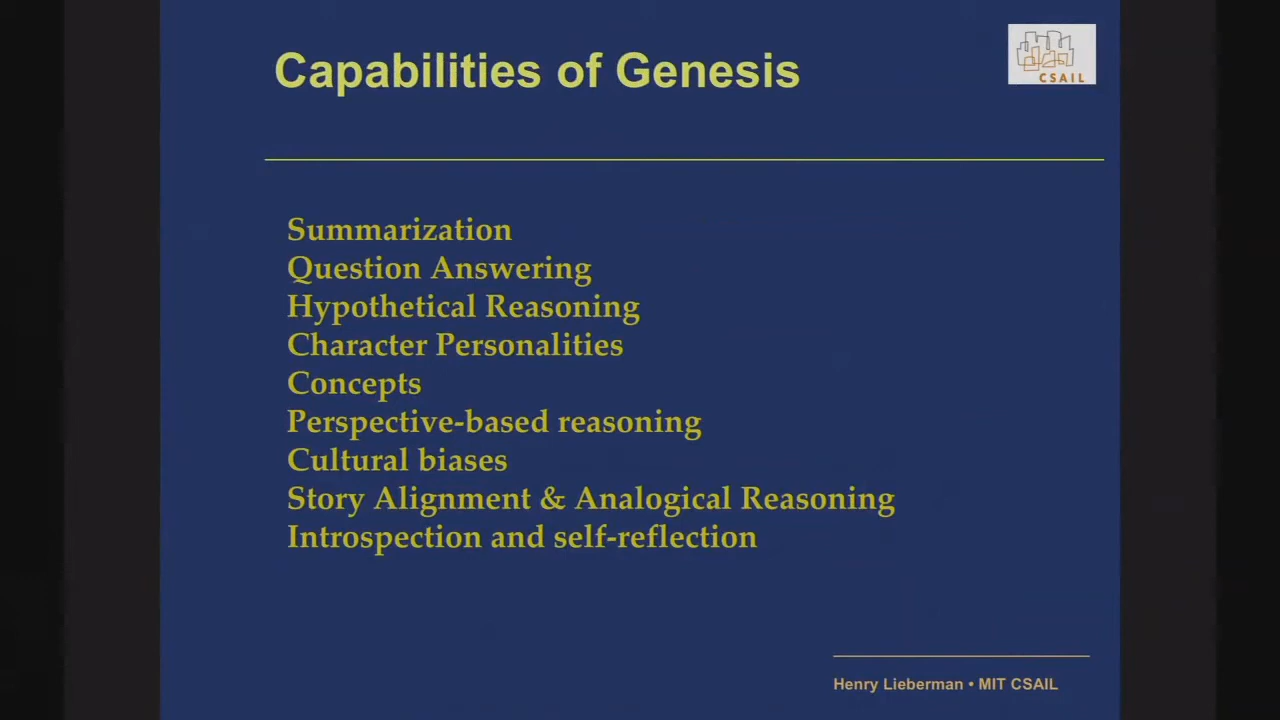 Capabilities of Genesis
CSAIL
Summarization
Question Answering
Hypothetical Reasoning
Character Personalities
Concepts
Perspective-based reasoning
Cultural biases
Story Alignment & Analogical Reasoning
Introspection and self-reflection
Henry Lieberman • MIT CSAIL